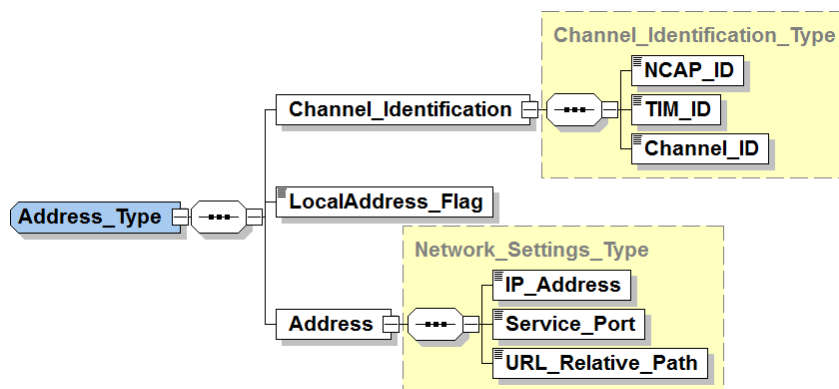 Channel_Identification_Type
NCAP_ID
Channel_Identification
TIM_ID
Channel_ID
LocalAddress_Flag
Address_Type
Network_Settings_Type
IP_Address
Address
Service_Port
URL_Relative_Path